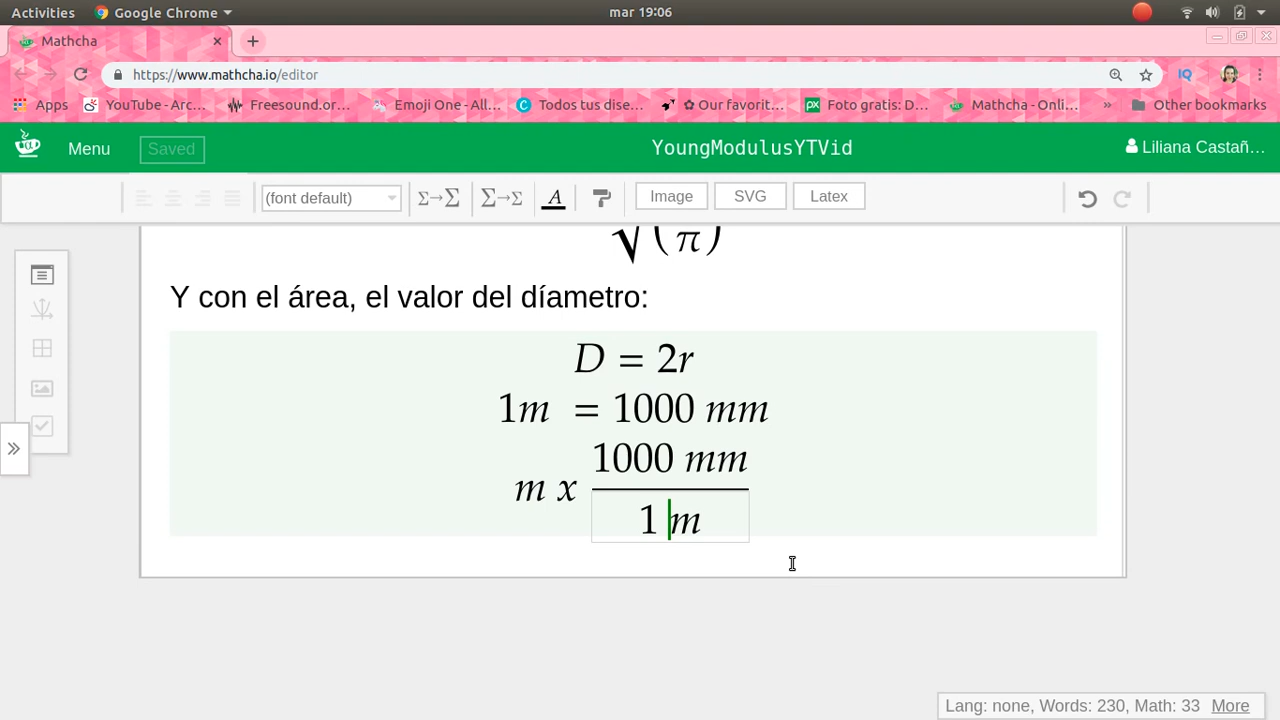 Activities Google Chrome mar 19:06
Mathcha
https://www.mathcha.io/editor IQ
Apps YouTube - Arc... Freesound.or... Emoji One - All... Todos tus dise... ✿ Our favorit... Foto gratis: D... Mathcha - Onli... » Other bookmarks
Menu Saved YoungModulusYTVid Liliana Castañ...
(font default) Σ→Σ Σ→Σ A Image SVG Latex
√(π)
Y con el área, el valor del díametro:
D = 2r
1m = 1000 mm
1000 mm
m x
1 m
Lang: none, Words: 230, Math: 33 More